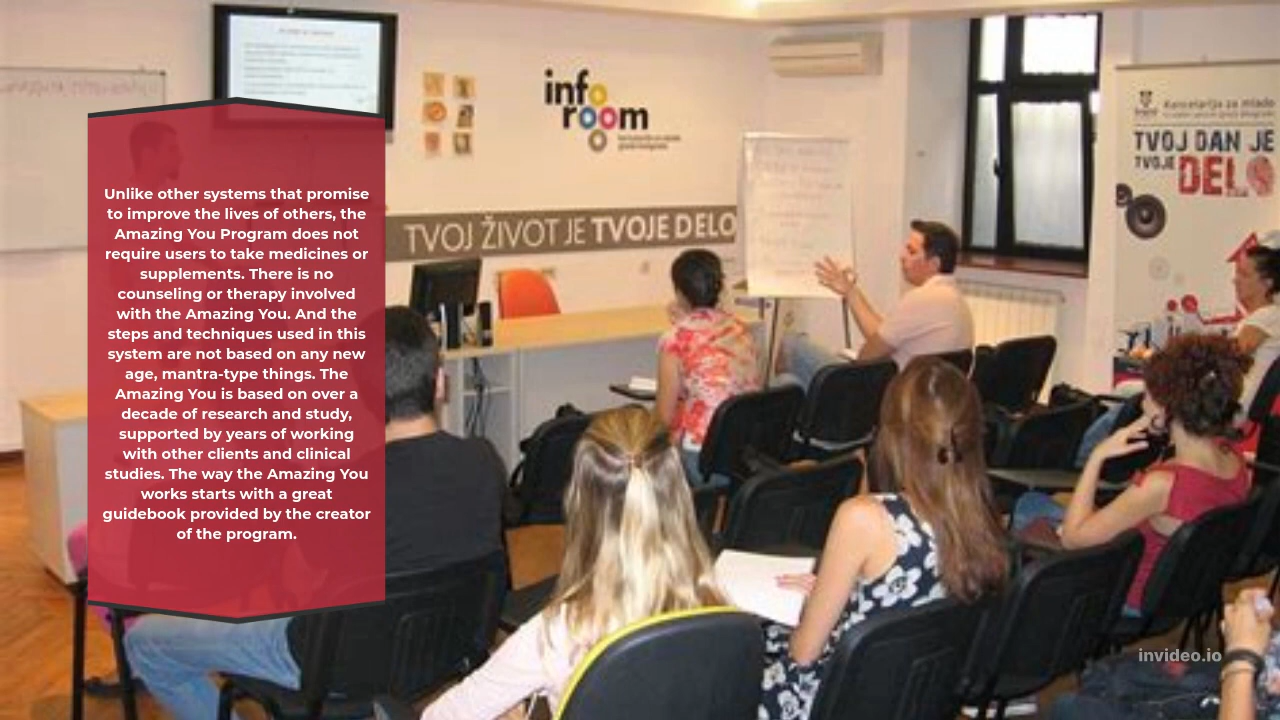 info
room
Kancelarija za mlade
TVOJ DAN JE
TVOJE DELO
TVOJ ŽIVOT JE TVOJE DELO
Unlike other systems that promise
to improve the lives of others, the
Amazing You Program does not
require users to take medicines or
supplements. There is no
counseling or therapy involved
with the Amazing You. And the
steps and techniques used in this
system are not based on any new
age, mantra-type things. The
Amazing You is based on over a
decade of research and study,
supported by years of working
with other clients and clinical
studies. The way the Amazing You
works starts with a great
guidebook provided by the creator
of the program.
invideo.io